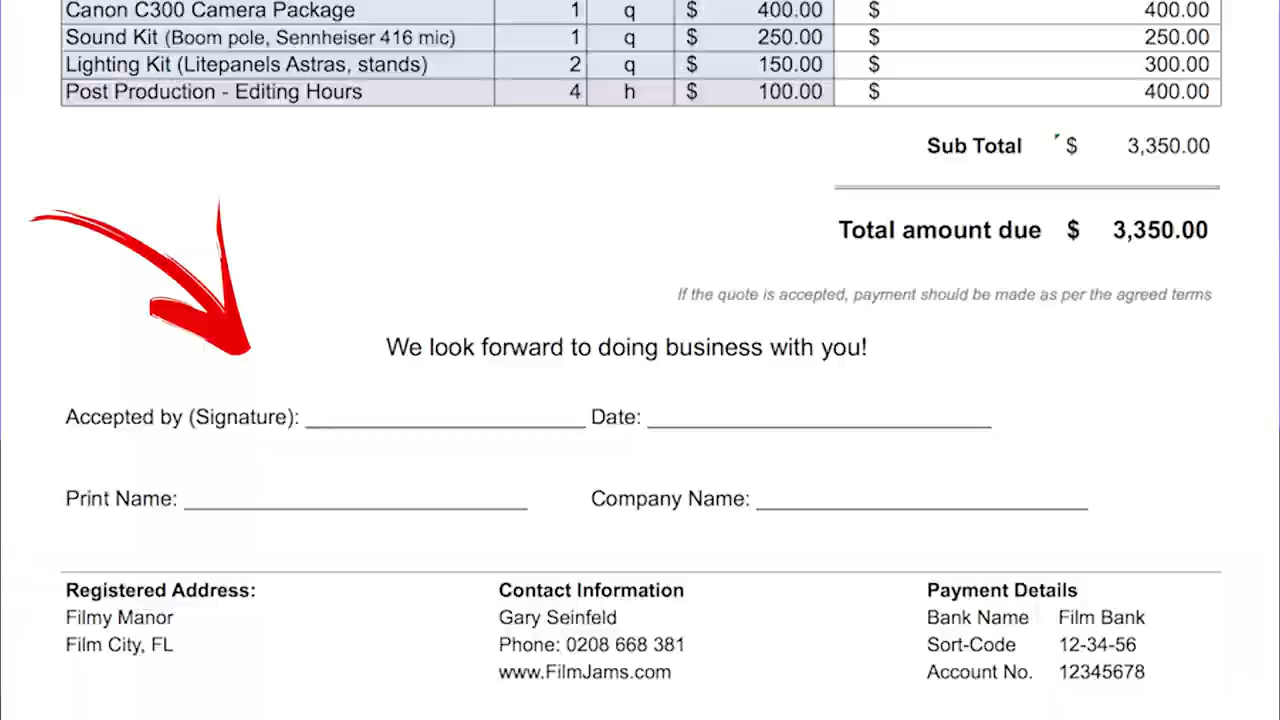 Canon C300 Camera Package 1 q $ 400.00 $ 400.00
Sound Kit (Boom pole, Sennheiser 416 mic) 1 q $ 250.00 $ 250.00
Lighting Kit (Litepanels Astras, stands) 2 q $ 150.00 $ 300.00
Post Production - Editing Hours 4 h $ 100.00 $ 400.00
Sub Total $ 3,350.00
Total amount due $ 3,350.00
If the quote is accepted, payment should be made as per the agreed terms
We look forward to doing business with you!
Accepted by (Signature): Date:
Print Name: Company Name:
Registered Address: Contact Information Payment Details
Filmy Manor Gary Seinfeld Bank Name Film Bank
Film City, FL Phone: 0208 668 381 Sort-Code 12-34-56
www.FilmJams.com Account No. 12345678